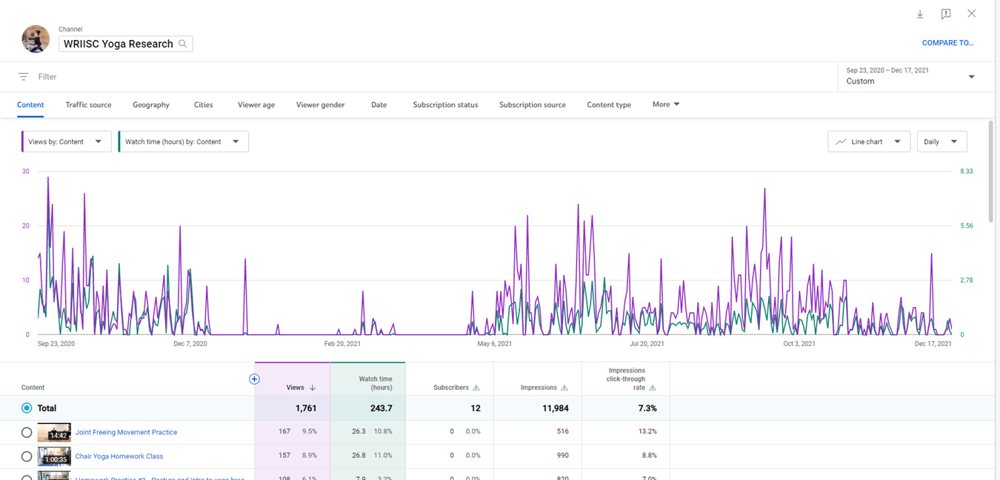 Channel
WRIISC Yoga Research
COMPARE TO...
Filter
Sep 23, 2020 – Dec 17, 2021
Custom
Content Traffic source Geography Cities Viewer age Viewer gender Date Subscription status Subscription source Content type More
Views by: Content Watch time (hours) by: Content Line chart Daily
30 8.33
20 5.56
10 2.78
0 0
Sep 23, 2020 Dec 7, 2020 Feb 20, 2021 May 6, 2021 Jul 20, 2021 Oct 3, 2021 Dec 17, 2021
Content Views Watch time (hours) Subscribers Impressions Impressions click-through rate
Total 1,761 243.7 12 11,984 7.3%
14:42 Joint Freeing Movement Practice 167 9.5% 26.3 10.8% 0 0.0% 516 13.2%
1:00:35 Chair Yoga Homework Class 157 8.9% 26.8 11.0% 0 0.0% 990 8.8%
Homework Practice #1 - Posture and Intro to yoga brea... 108 6.1% 7.9 3.2% 0 0.0% 820 7.0%